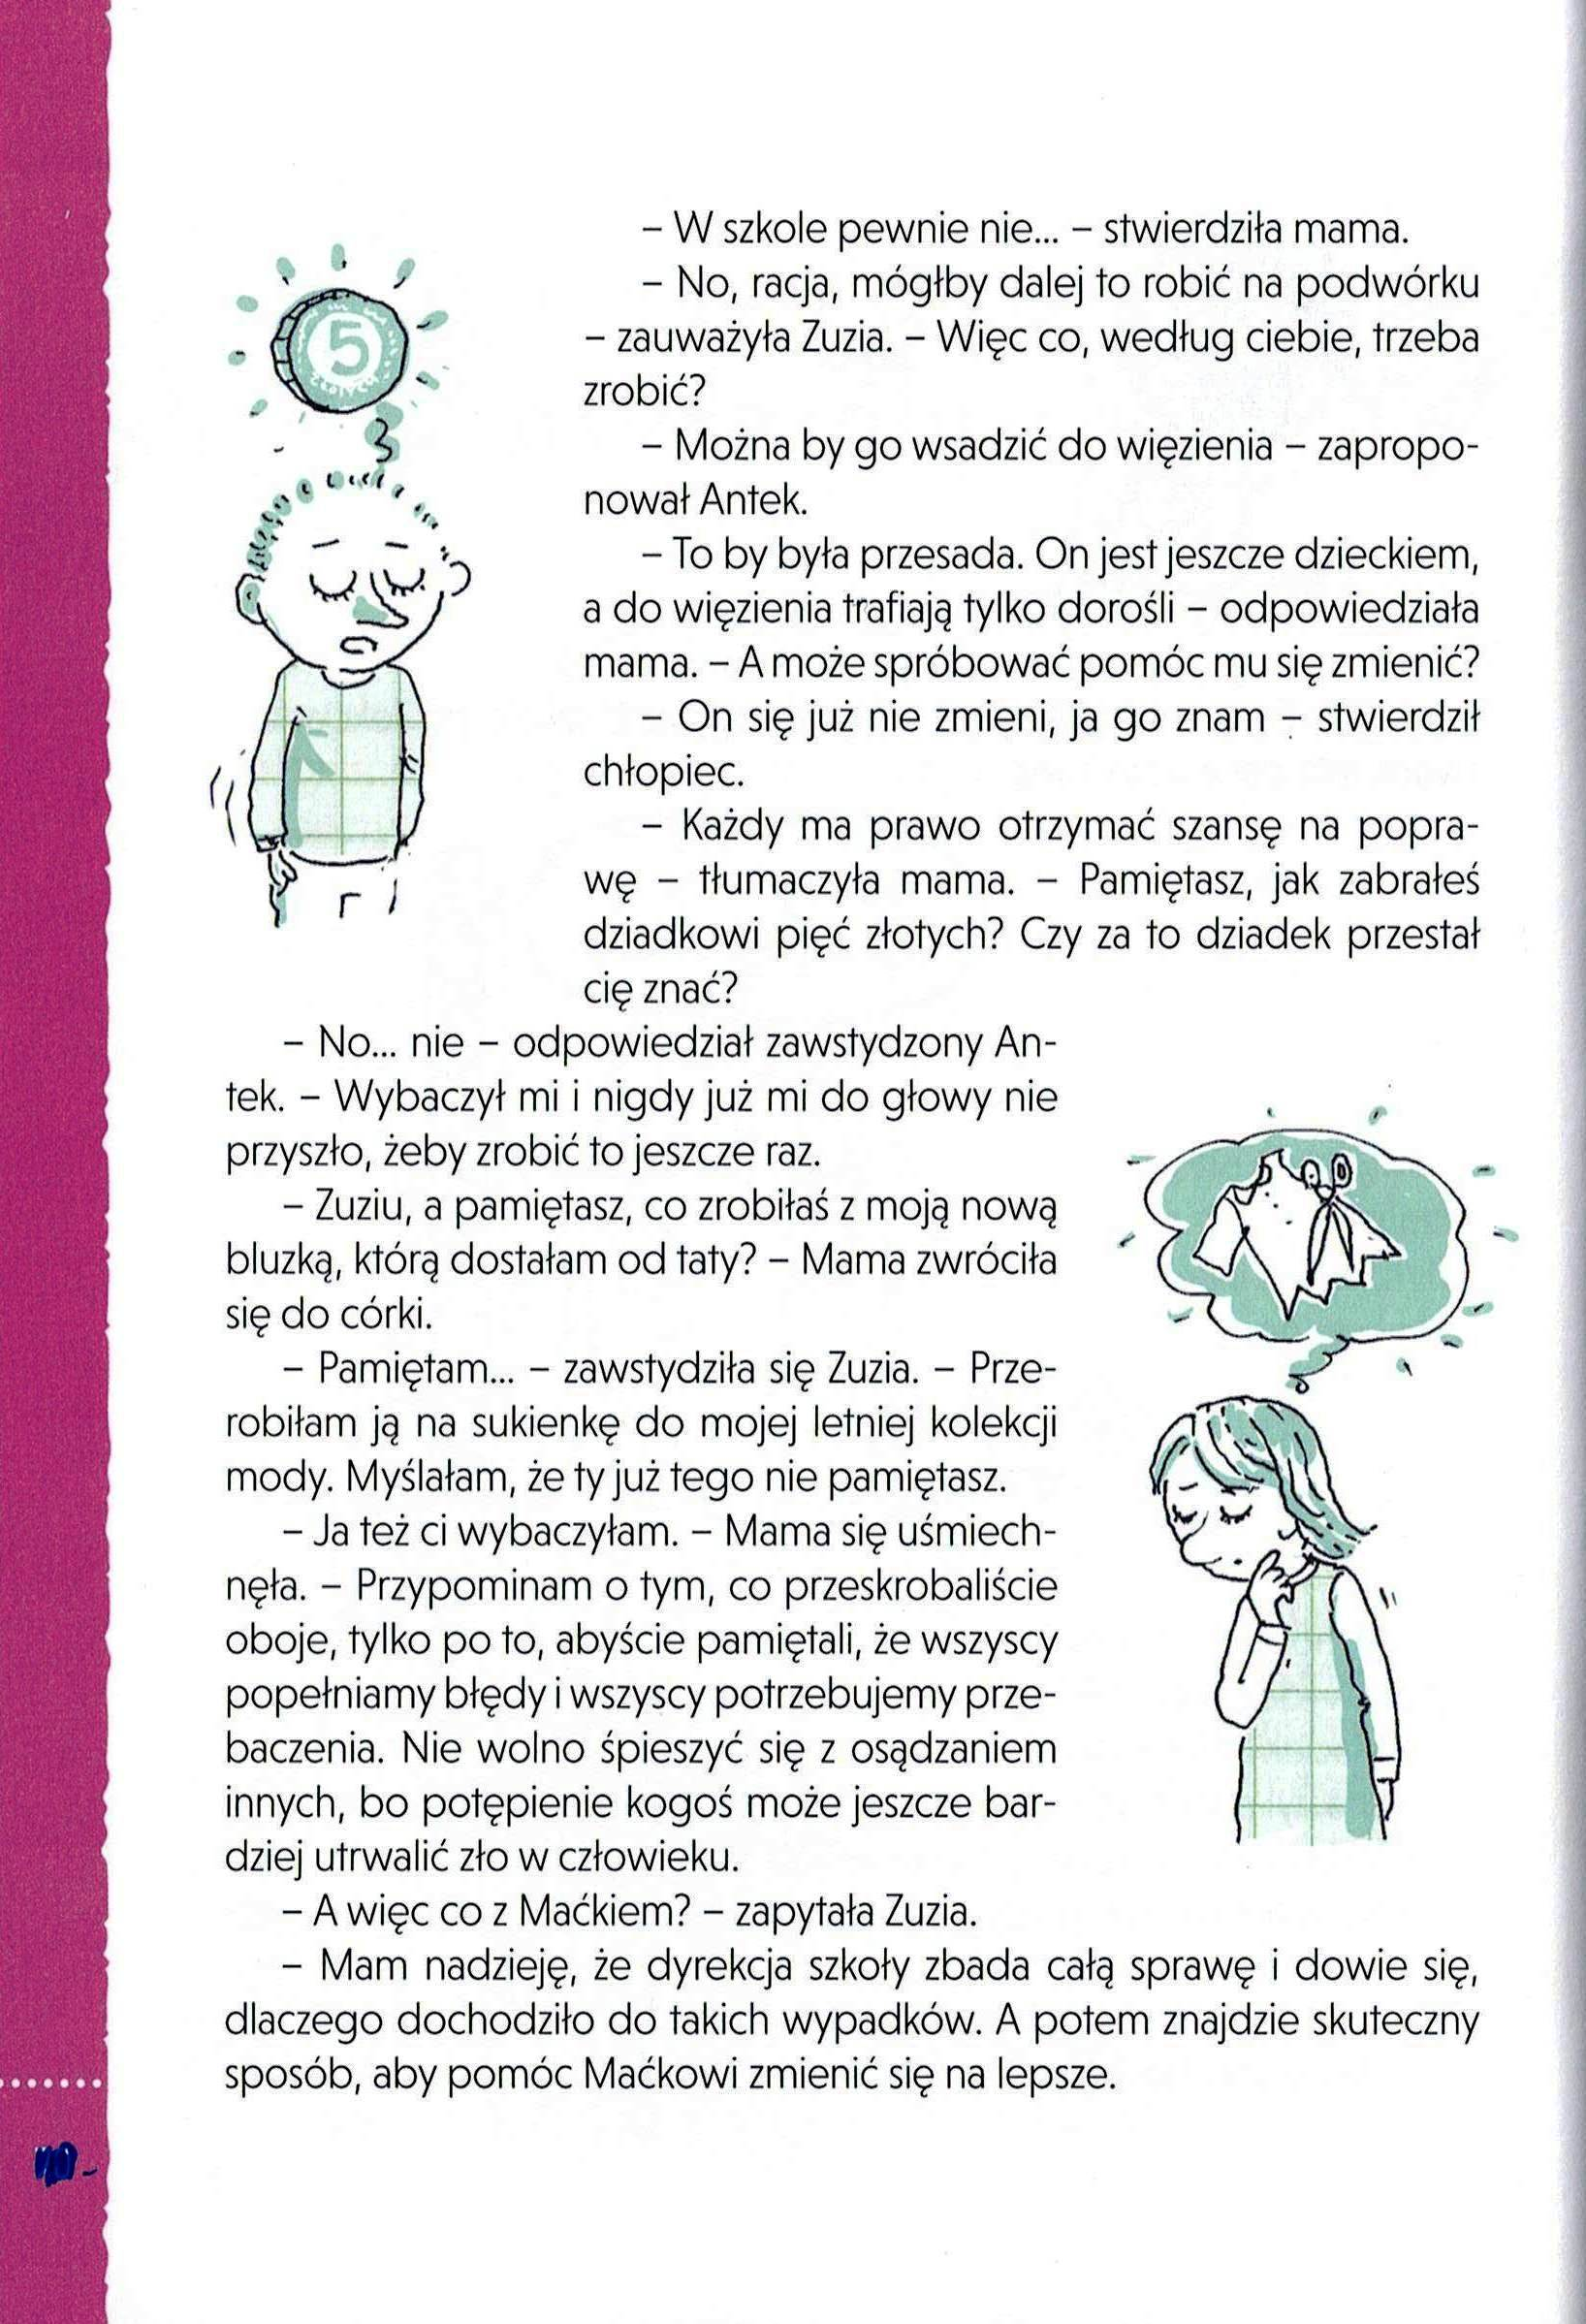 5
ZŁOTYCH
– W szkole pewnie nie... – stwierdziła mama.
– No, racja, mógłby dalej to robić na podwórku
– zauważyła Zuzia. – Więc co, według ciebie, trzeba
zrobić?
– Można by go wsadzić do więzienia – zapropo-
nował Antek.
– To by była przesada. On jest jeszcze dzieckiem,
a do więzienia trafiają tylko dorośli – odpowiedziała
mama. – A może spróbować pomóc mu się zmienić?
– On się już nie zmieni, ja go znam – stwierdził
chłopiec.
– Każdy ma prawo otrzymać szansę na popra-
wę – tłumaczyła mama. – Pamiętasz, jak zabrałeś
dziadkowi pięć złotych? Czy za to dziadek przestał
cię znać?
– No... nie – odpowiedział zawstydzony An-
tek. – Wybaczył mi i nigdy już mi do głowy nie
przyszło, żeby zrobić to jeszcze raz.
– Zuziu, a pamiętasz, co zrobiłaś z moją nową
bluzką, którą dostałam od taty? – Mama zwróciła
się do córki.
– Pamiętam... – zawstydziła się Zuzia. – Prze-
robiłam ją na sukienkę do mojej letniej kolekcji
mody. Myślałam, że ty już tego nie pamiętasz.
– Ja też ci wybaczyłam. – Mama się uśmiech-
nęła. – Przypominam o tym, co przeskrobaliście
oboje, tylko po to, abyście pamiętali, że wszyscy
popełniamy błędy i wszyscy potrzebujemy prze-
baczenia. Nie wolno śpieszyć się z osądzaniem
innych, bo potępienie kogoś może jeszcze bar-
dziej utrwalić zło w człowieku.
– A więc co z Maćkiem? – zapytała Zuzia.
– Mam nadzieję, że dyrekcja szkoły zbada całą sprawę i dowie się,
dlaczego dochodziło do takich wypadków. A potem znajdzie skuteczny
sposób, aby pomóc Maćkowi zmienić się na lepsze.